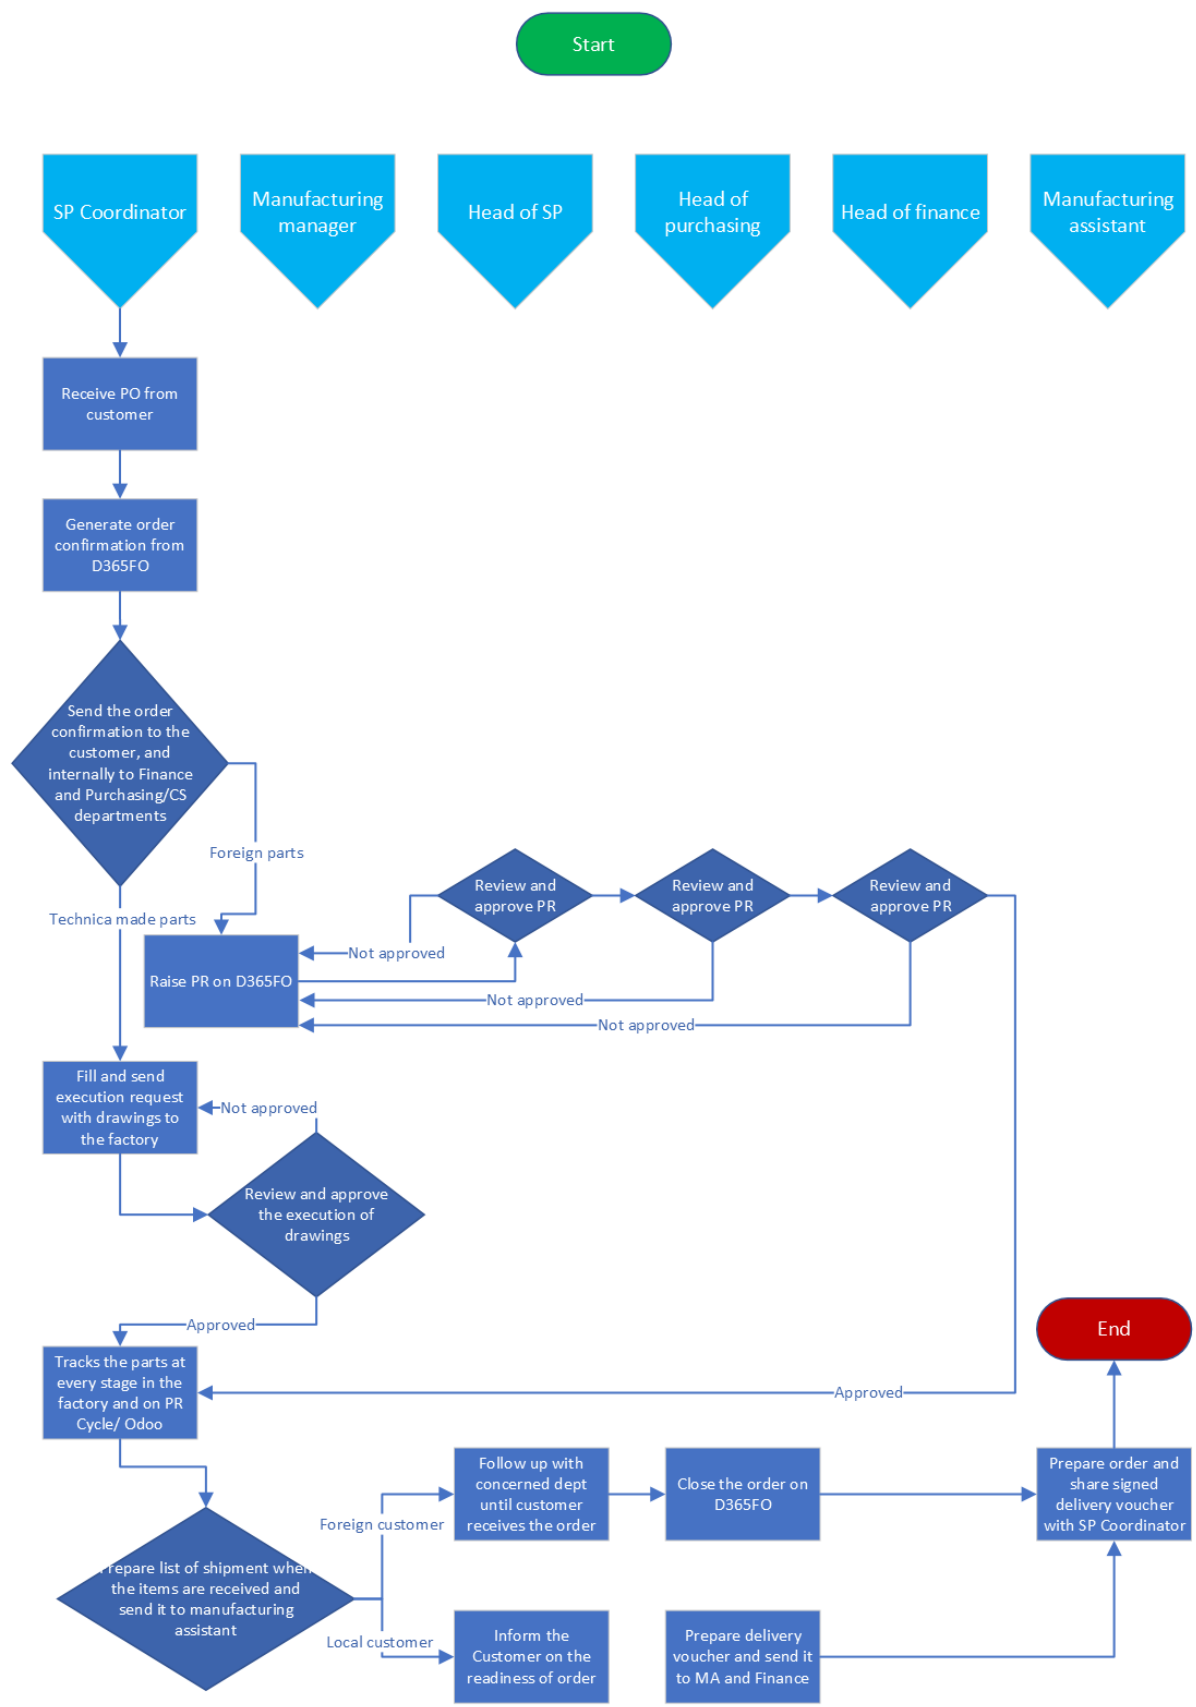 Start
SP Coordinator
Manufacturing
manager
Head of SP
Head of
purchasing
Head of finance
Manufacturing
assistant
Receive PO from
customer
Generate order
confirmation from
D365FO
Send the order
confirmation to the
customer, and
internally to Finance
and Purchasing/CS
departments
Foreign parts
Technica made parts
Review and
approve PR
Review and
approve PR
Review and
approve PR
Not approved
Raise PR on D365FO
Not approved
Not approved
Fill and send
execution request
with drawings to
the factory
Not approved
Review and approve
the execution of
drawings
Approved
End
Tracks the parts at
every stage in the
factory and on PR
Cycle/ Odoo
Approved
Follow up with
concerned dept
until customer
receives the order
Close the order on
D365FO
Prepare order and
share signed
delivery voucher
with SP Coordinator
Foreign customer
Prepare list of shipment when
the items are received and
send it to manufacturing
assistant
Local customer
Inform the
Customer on the
readiness of order
Prepare delivery
voucher and send it
to MA and Finance